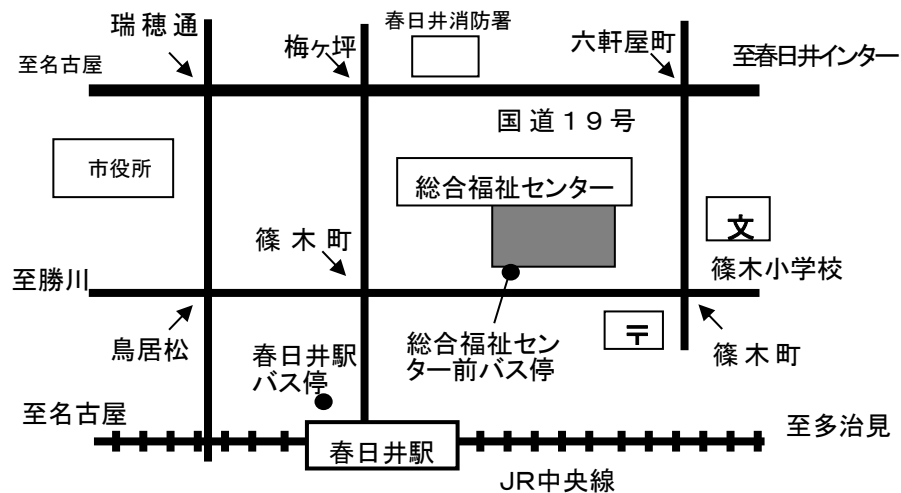 瑞穂通
春日井消防署
梅ケ坪
六軒屋町
至名古屋
至春日井インター
国道１９号
市役所
総合福祉センター
文
篠木町
篠木小学校
至勝川
〒
鳥居松
春日井駅
バス停
総合福祉セン
ター前バス停
篠木町
至名古屋
至多治見
春日井駅
JR中央線